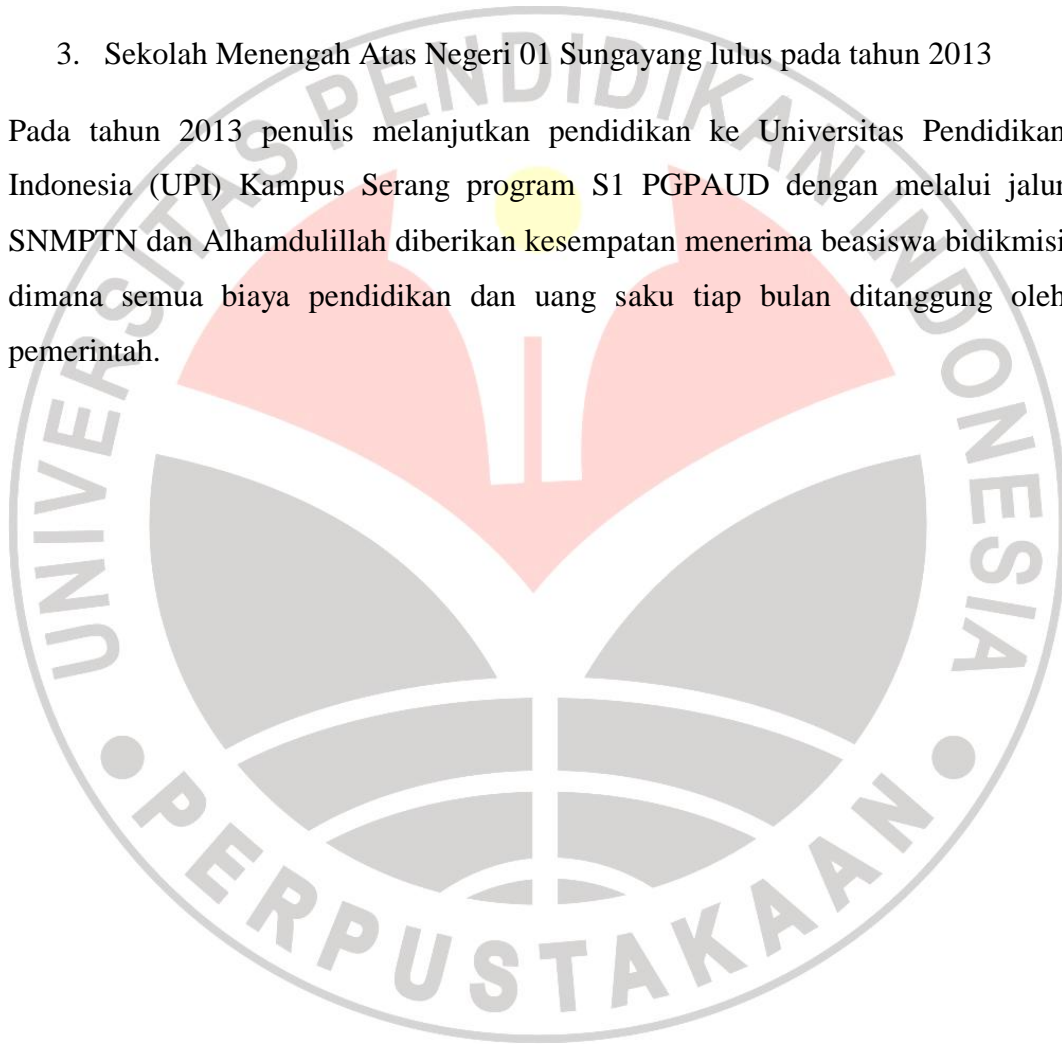 3. Sekolah Menengah Atas Negeri 01 Sungayang lulus pada tahun 2013
Pada tahun 2013 penulis melanjutkan pendidikan ke Universitas Pendidikan
Indonesia (UPI) Kampus Serang program S1 PGPAUD dengan melalui jalur
SNMPTN dan Alhamdulillah diberikan kesempatan menerima beasiswa bidikmisi
dimana semua biaya pendidikan dan uang saku tiap bulan ditanggung oleh
pemerintah.
UNIVERSITAS PENDIDIKAN INDONESIA
PERPUSTAKAAN